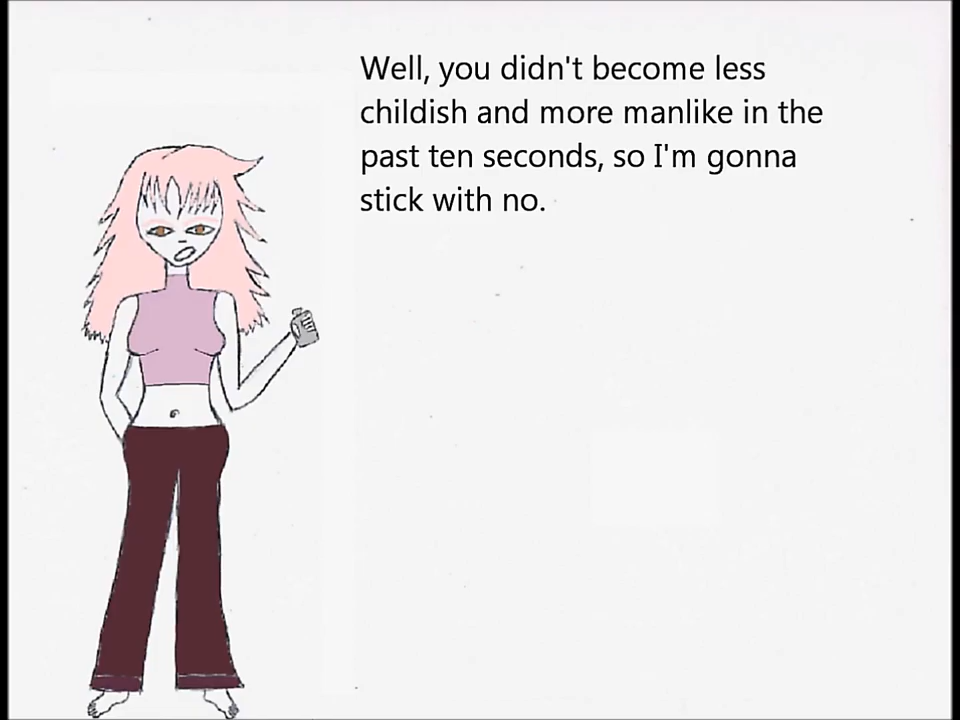 Well, you didn't become less
childish and more manlike in the
past ten seconds, so I'm gonna
stick with no.